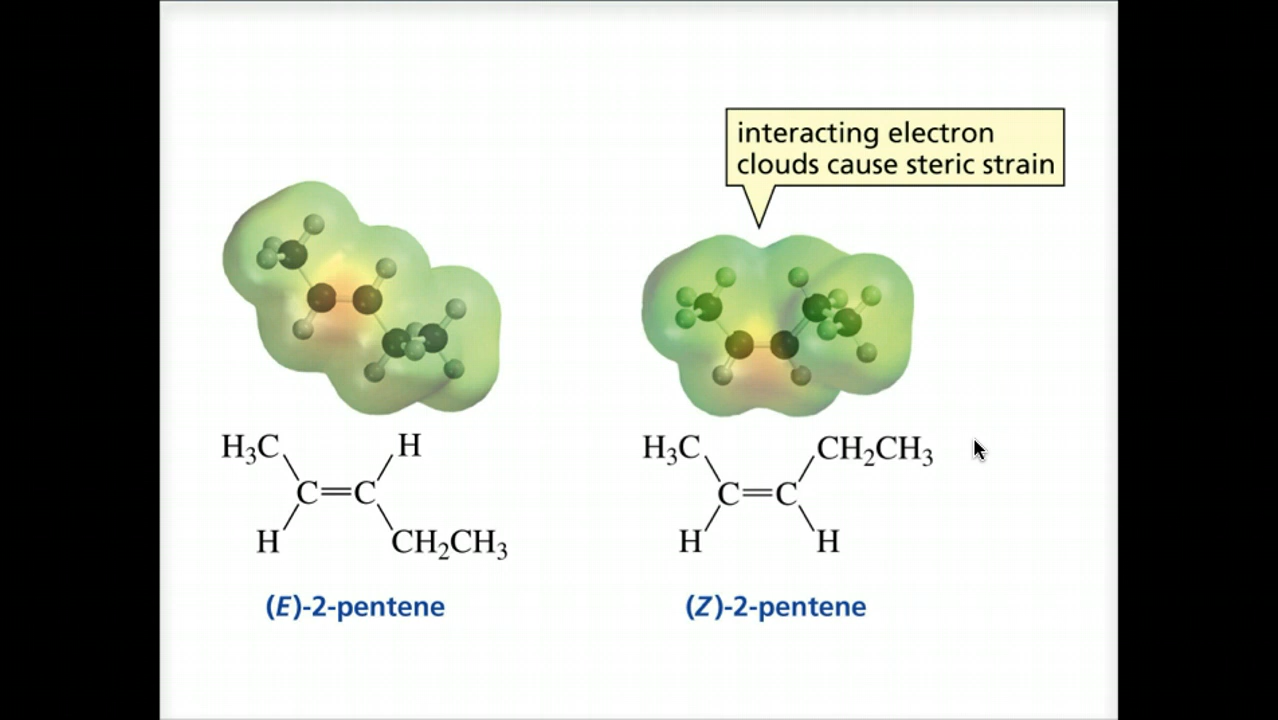 interacting electron
clouds cause steric strain
H₃C
H
C=C
H
CH₂CH₃
(E)-2-pentene
H₃C
CH₂CH₃
C=C
H
H
(Z)-2-pentene